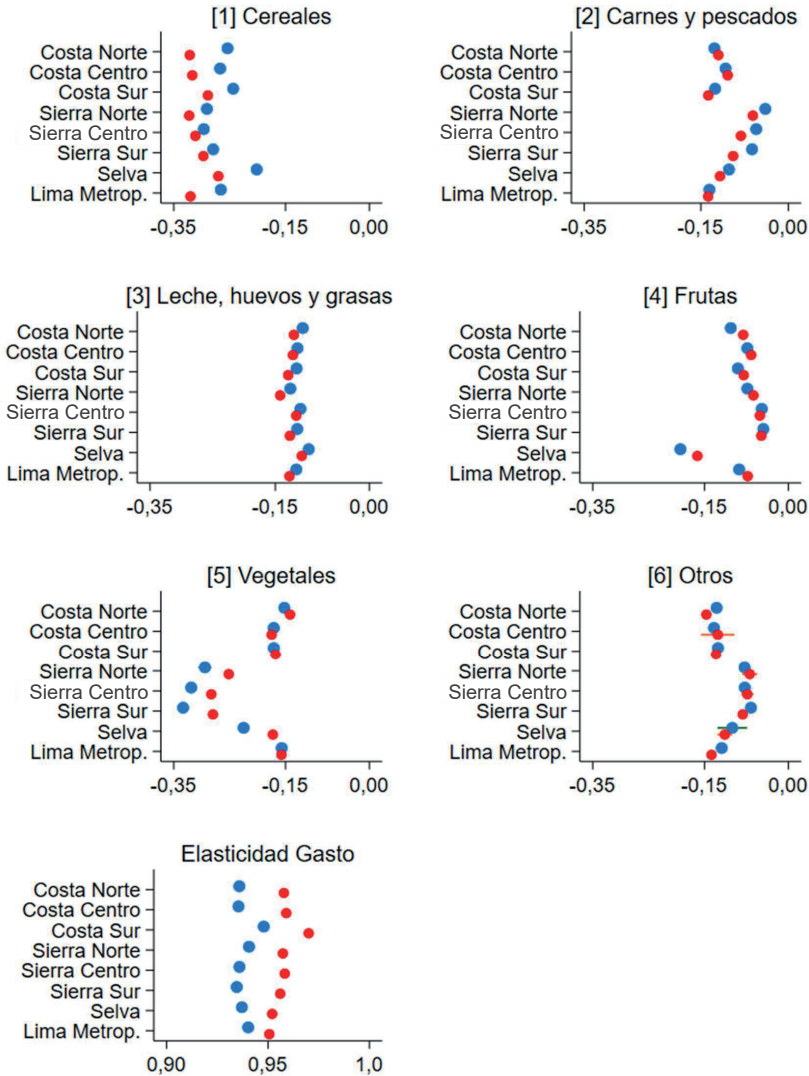 [1] Cereales
Costa Norte
Costa Centro
Costa Sur
Sierra Norte
Sierra Centro
Sierra Sur
Selva
Lima Metrop.
-0,35 -0,15 0,00
[2] Carnes y pescados
Costa Norte
Costa Centro
Costa Sur
Sierra Norte
Sierra Centro
Sierra Sur
Selva
Lima Metrop.
-0,35 -0,15 0,00
[3] Leche, huevos y grasas
Costa Norte
Costa Centro
Costa Sur
Sierra Norte
Sierra Centro
Sierra Sur
Selva
Lima Metrop.
-0,35 -0,15 0,00
[4] Frutas
Costa Norte
Costa Centro
Costa Sur
Sierra Norte
Sierra Centro
Sierra Sur
Selva
Lima Metrop.
-0,35 -0,15 0,00
[5] Vegetales
Costa Norte
Costa Centro
Costa Sur
Sierra Norte
Sierra Centro
Sierra Sur
Selva
Lima Metrop.
-0,35 -0,15 0,00
[6] Otros
Costa Norte
Costa Centro
Costa Sur
Sierra Norte
Sierra Centro
Sierra Sur
Selva
Lima Metrop.
-0,35 -0,15 0,00
Elasticidad Gasto
Costa Norte
Costa Centro
Costa Sur
Sierra Norte
Sierra Centro
Sierra Sur
Selva
Lima Metrop.
0,90 0,95 1,0